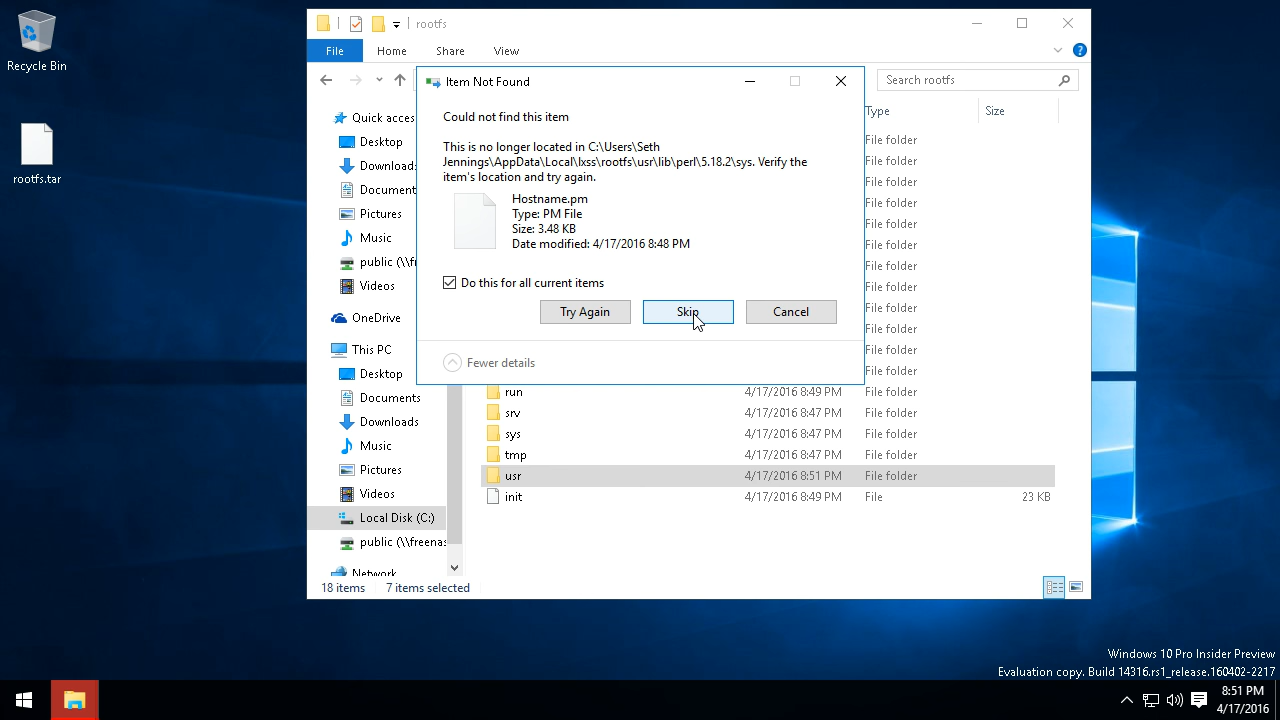 Recycle Bin
rootfs.tar
rootfs
File
Home
Share
View
Search rootfs
Item Not Found
Could not find this item
This is no longer located in C:\Users\Seth
Jennings\AppData\Local\lxss\rootfs\usr\lib\perl\5.18.2\sys. Verify the
item's location and try again.
Hostname.pm
Type: PM File
Size: 3.48 KB
Date modified: 4/17/2016 8:48 PM
Do this for all current items
Try Again
Skip
Cancel
Fewer details
Quick acces
Desktop
Download
Document
Pictures
Music
public (\\fr
Videos
OneDrive
This PC
Desktop
Documents
Downloads
Music
Pictures
Videos
Local Disk (C:)
public (\\freenas
Network
Type
Size
File folder
File folder
File folder
File folder
File folder
File folder
File folder
File folder
File folder
File folder
File folder
File folder
run 4/17/2016 8:49 PM File folder
srv 4/17/2016 8:47 PM File folder
sys 4/17/2016 8:47 PM File folder
tmp 4/17/2016 8:47 PM File folder
usr 4/17/2016 8:51 PM File folder
init 4/17/2016 8:49 PM File 23 KB
18 items 7 items selected
Windows 10 Pro Insider Preview
Evaluation copy. Build 14316.rs1_release.160402-2217
8:51 PM
4/17/2016